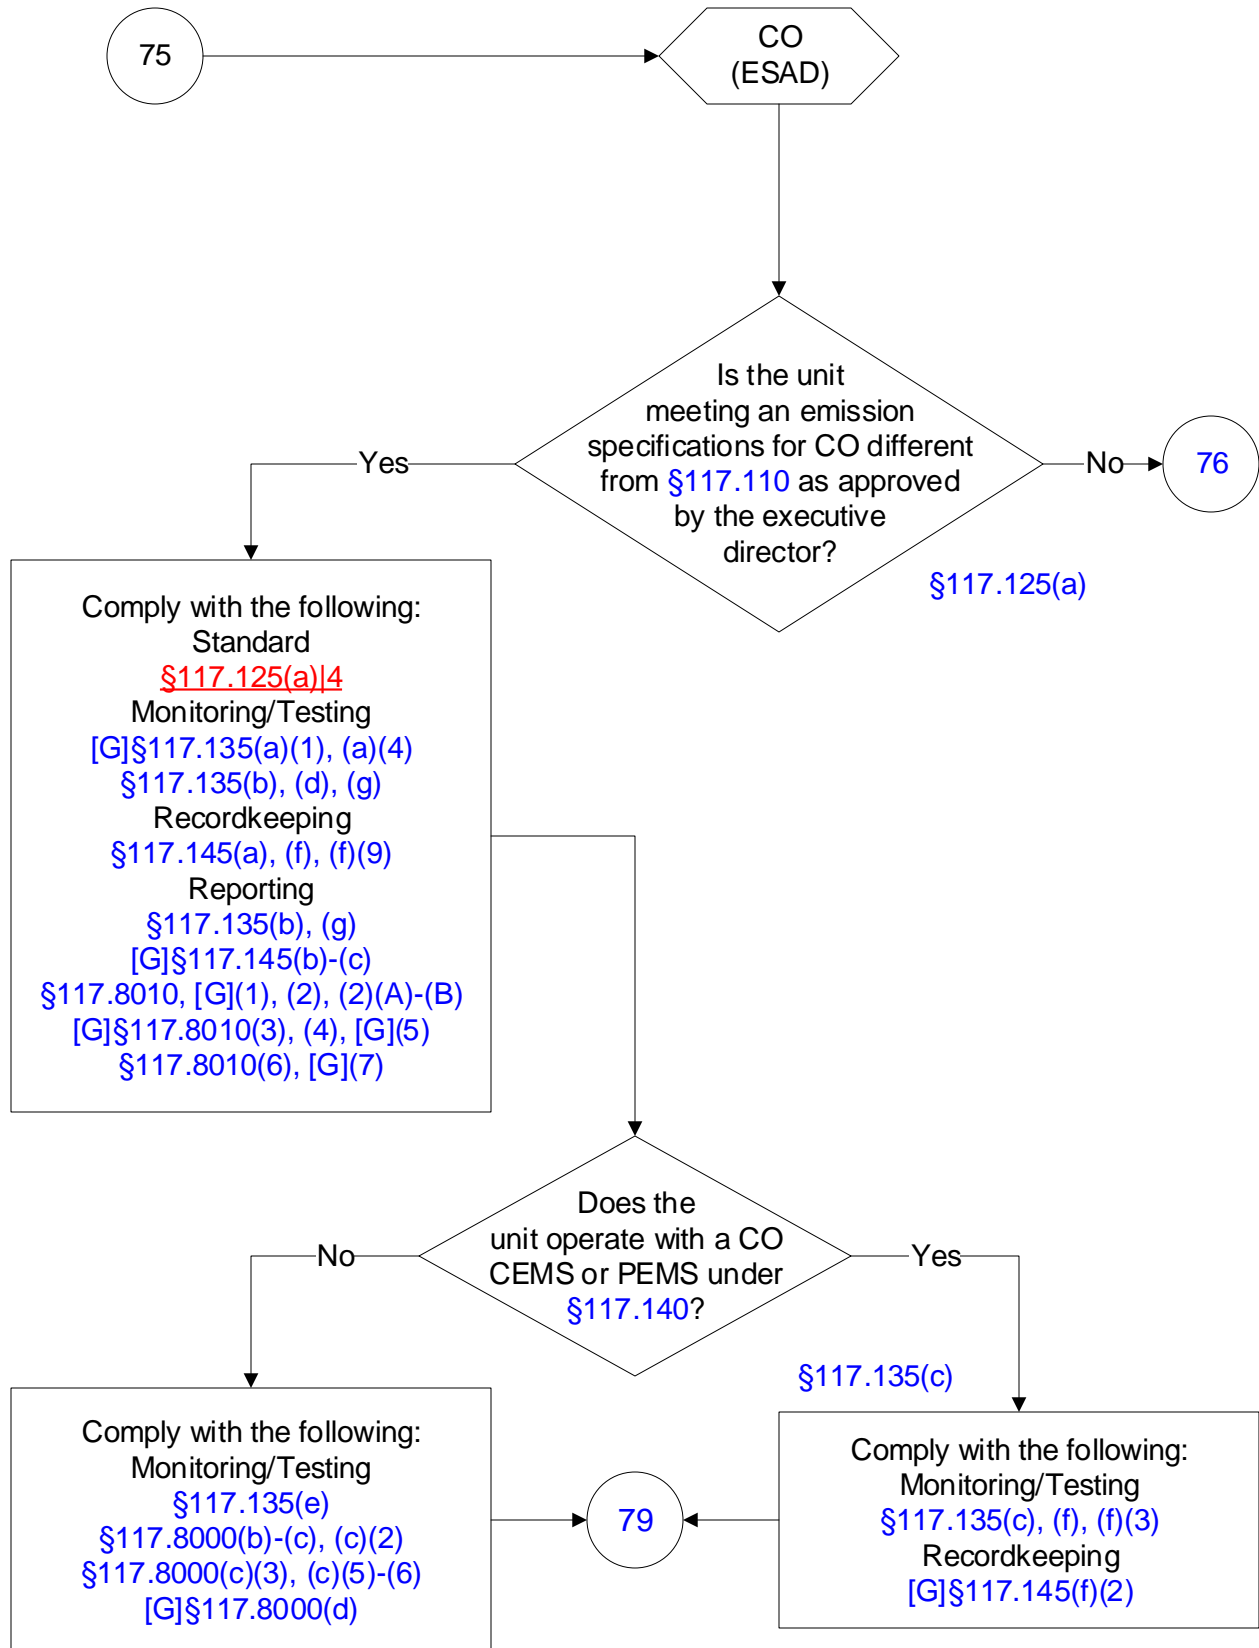 75
CO
(ESAD)
Is the unit
meeting an emission
specifications for CO different
from §117.110 as approved
by the executive
director?
Yes
No
76
§117.125(a)
Comply with the following:
Standard
§117.125(a)|4
Monitoring/Testing
[G]§117.135(a)(1), (a)(4)
§117.135(b), (d), (g)
Recordkeeping
§117.145(a), (f), (f)(9)
Reporting
§117.135(b), (g)
[G]§117.145(b)-(c)
§117.8010, [G](1), (2), (2)(A)-(B)
[G]§117.8010(3), (4), [G](5)
§117.8010(6), [G](7)
Does the
unit operate with a CO
CEMS or PEMS under
§117.140?
No
Yes
§117.135(c)
Comply with the following:
Monitoring/Testing
§117.135(e)
§117.8000(b)-(c), (c)(2)
§117.8000(c)(3), (c)(5)-(6)
[G]§117.8000(d)
79
Comply with the following:
Monitoring/Testing
§117.135(c), (f), (f)(3)
Recordkeeping
[G]§117.145(f)(2)